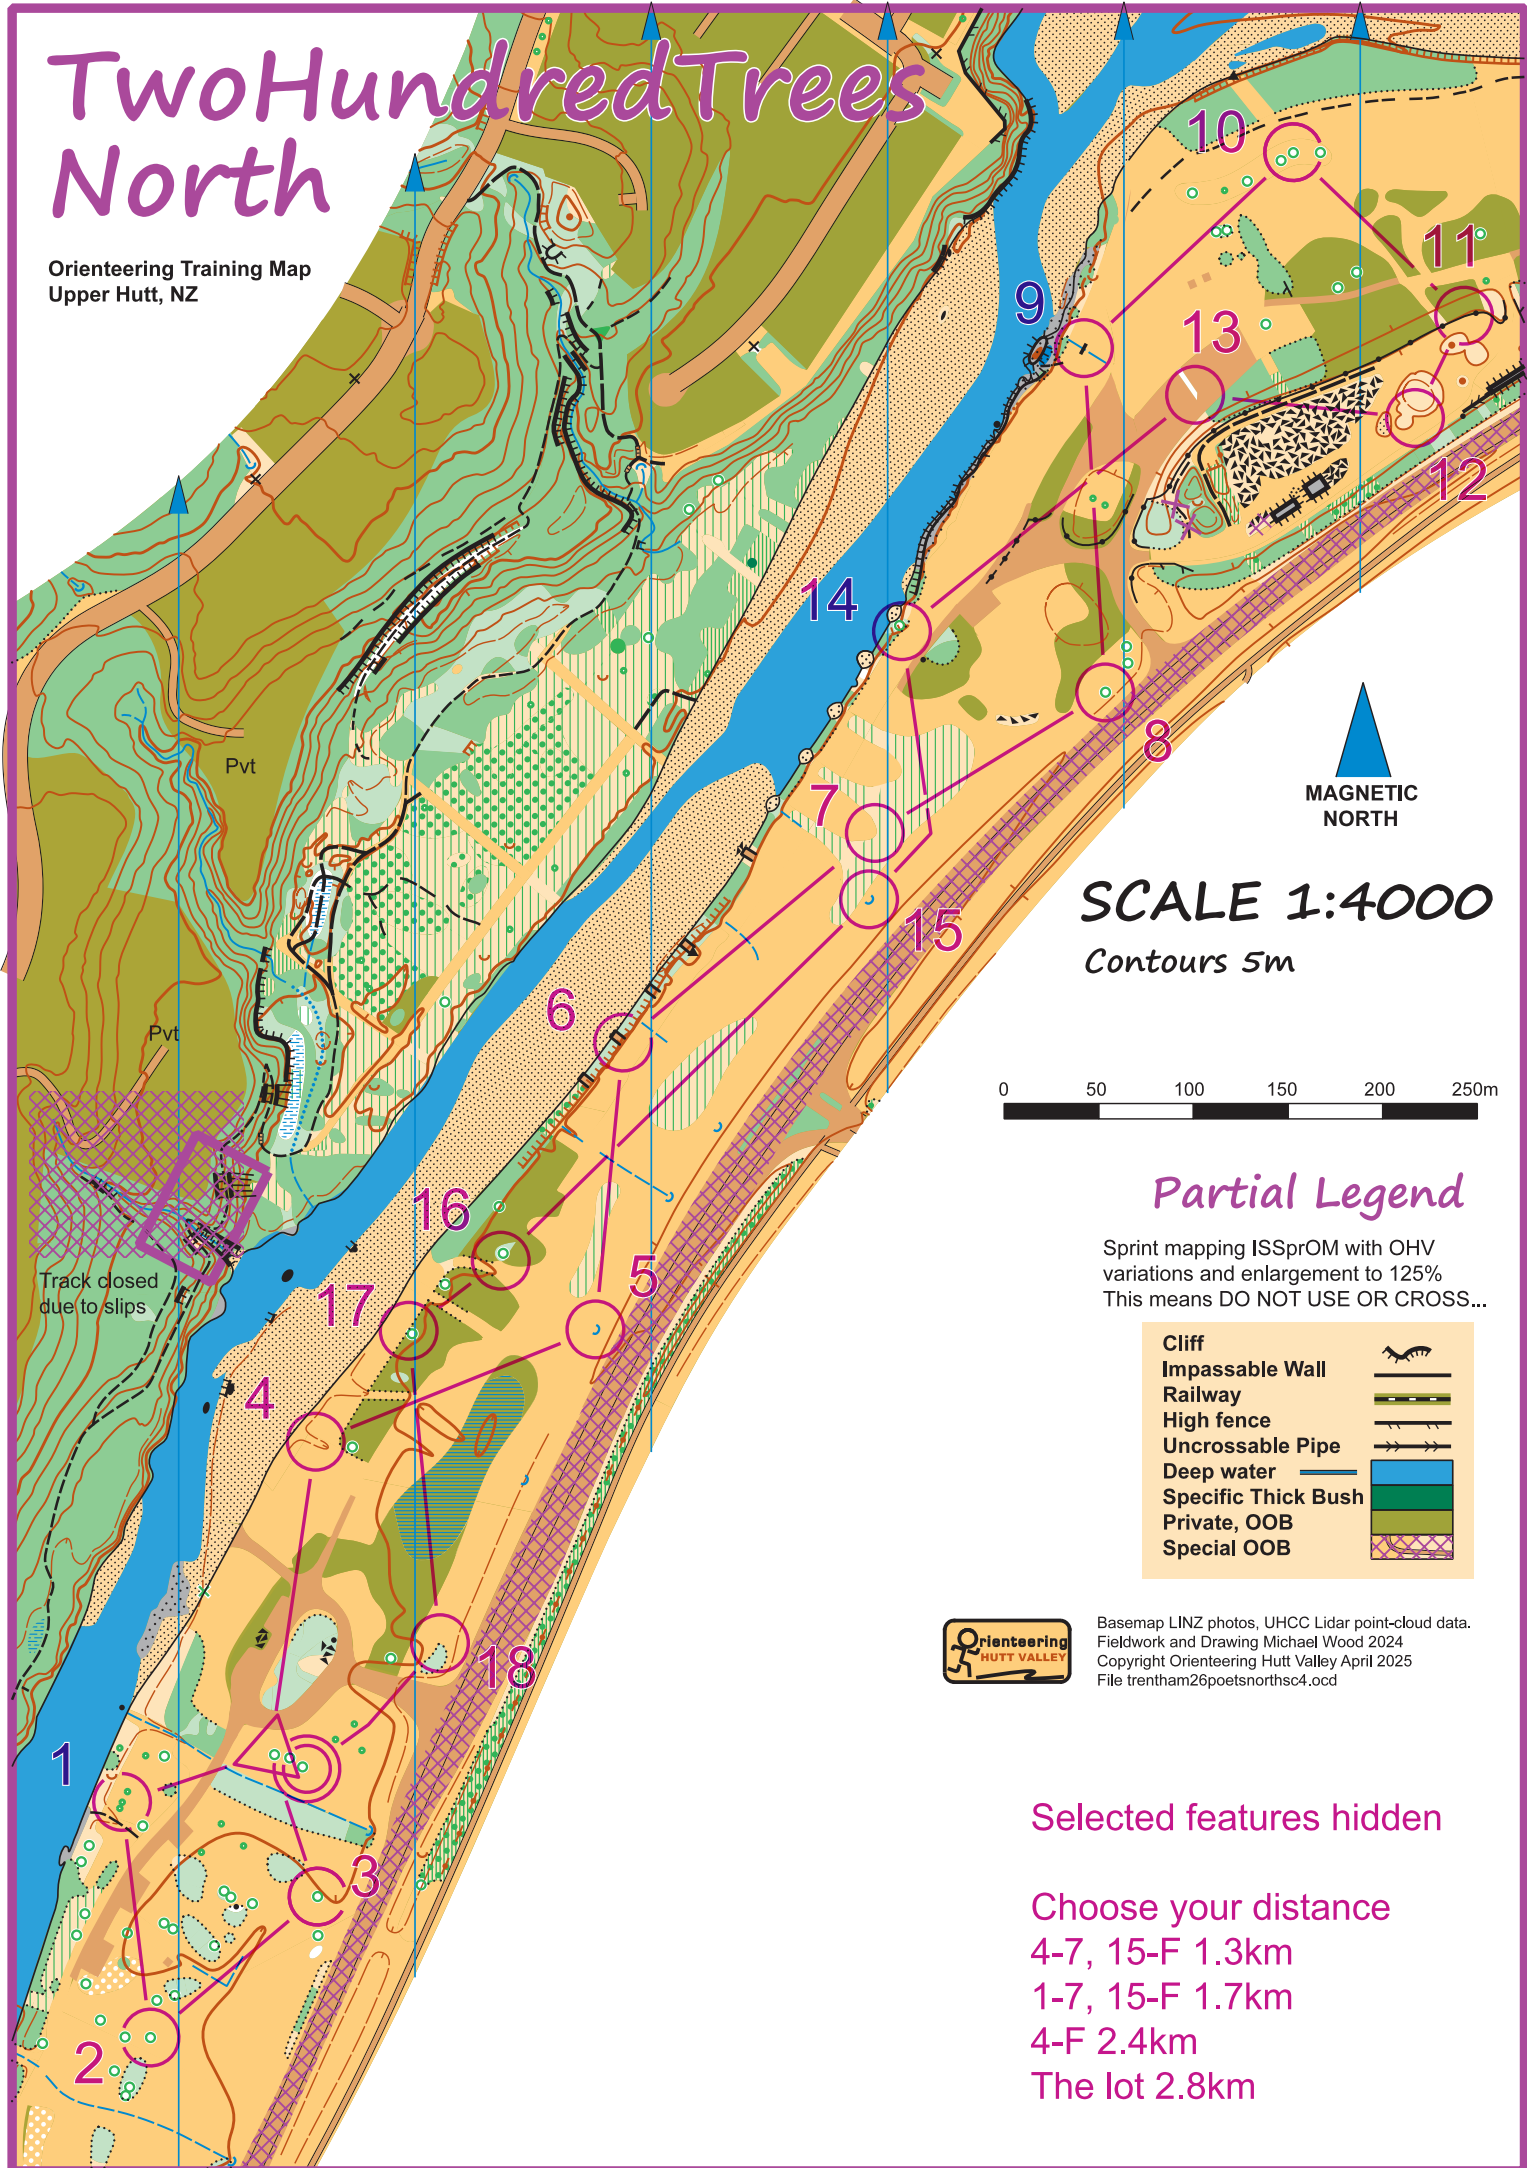 TwoHundredTrees
North
Orienteering Training Map
Upper Hutt, NZ
10
11
9
13
12
14
8
Pvt
7
MAGNETIC
NORTH
SCALE 1:4000
Contours 5m
15
6
Pvt
0 50 100 150 200 250m
Partial Legend
16
Sprint mapping ISSprOM with OHV
variations and enlargement to 125%
This means DO NOT USE OR CROSS...
Track closed
due to slips
5
17
4
Cliff
Impassable Wall
Railway
High fence
Uncrossable Pipe
Deep water
Specific Thick Bush
Private, OOB
Special OOB
Orienteering
HUTT VALLEY
Basemap LINZ photos, UHCC Lidar point-cloud data.
Fieldwork and Drawing Michael Wood 2024
Copyright Orienteering Hutt Valley April 2025
File trentham26poetsnorthsc4.ocd
18
1
3
2
Selected features hidden
Choose your distance
4-7, 15-F 1.3km
1-7, 15-F 1.7km
4-F 2.4km
The lot 2.8km